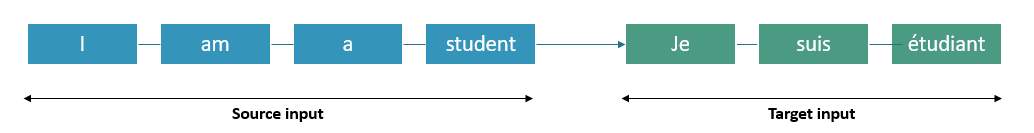 I am a student Je suis étudiant
Source input Target input